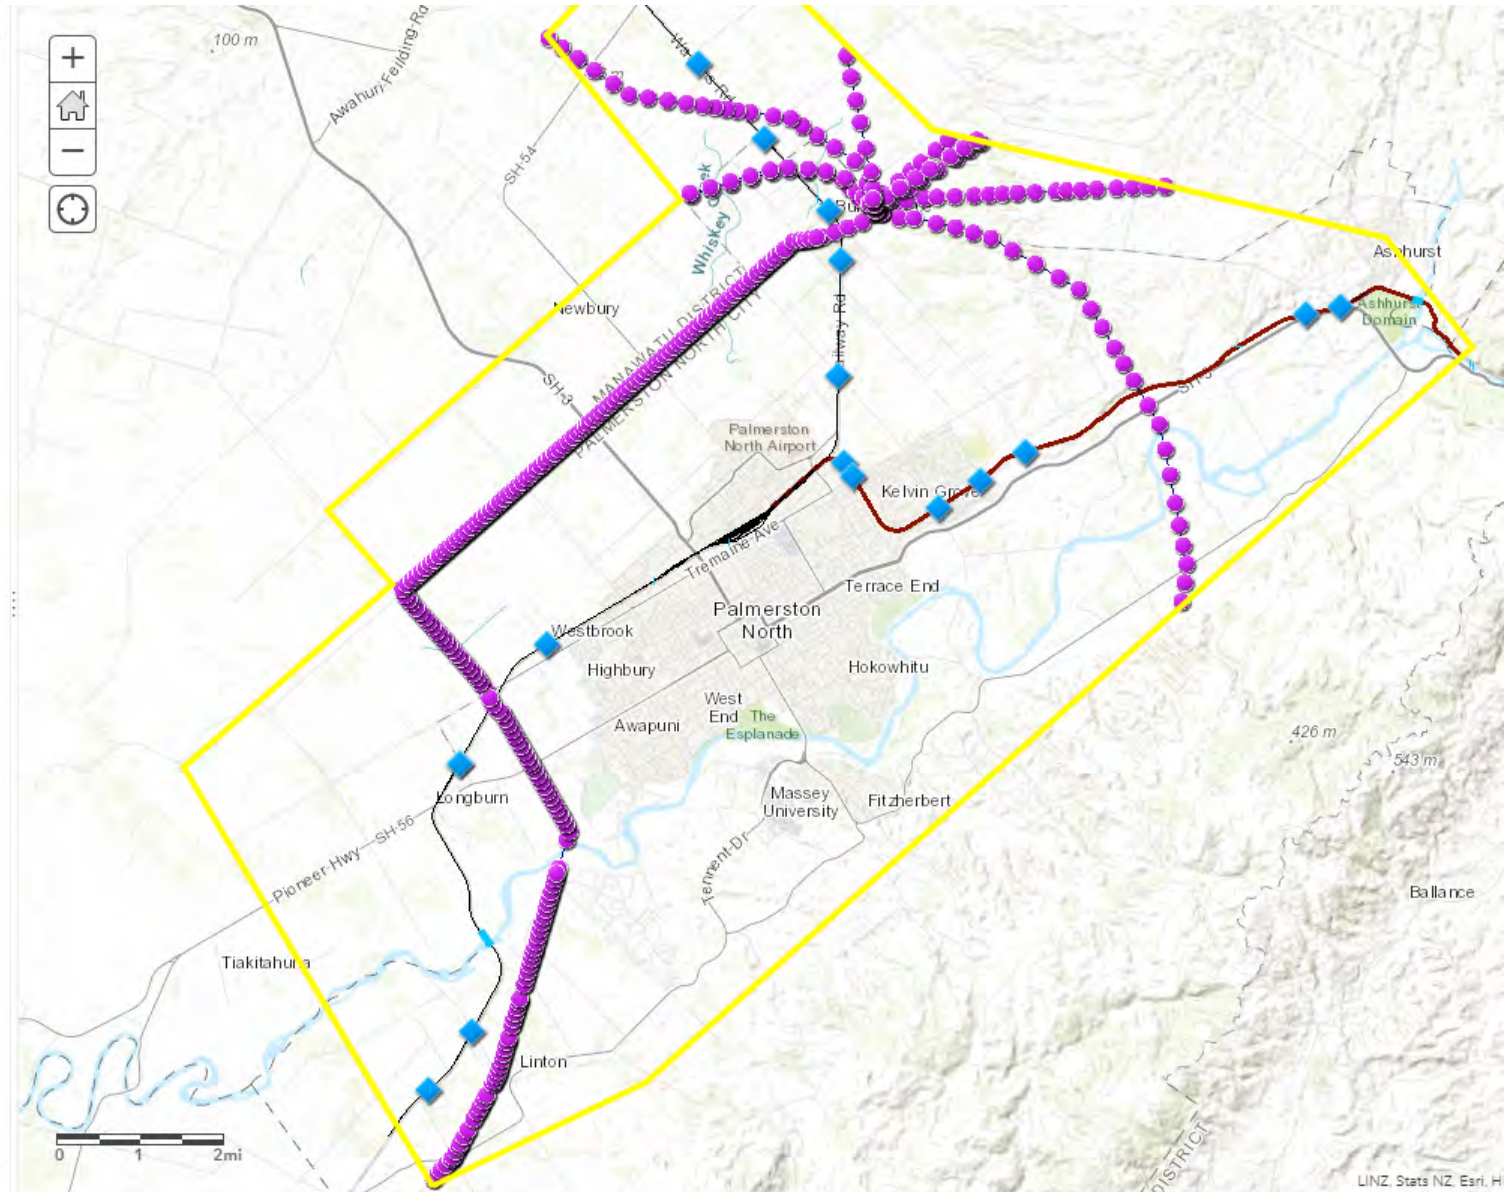 +
−
100 m
Awahuri-Feilding-Rd
SH-54
Whiskey
Newbury
MANAWATU DISTRICT
PALMERSTON NORTH CITY
SH-3
Ashhurst
Ashhurst
Domain
Palmerston
North Airport
Kelvin Grove
Tremaine Ave
Terrace End
Palmerston
North
Westbrook
Highbury
Hokowhitu
West
End
The
Esplanade
Awapuni
426 m
543 m
Longburn
Massey
University
Fitzherbert
Pioneer-Hwy
SH-56
Tennent-Dr
Ballance
Tiakitahuna
Linton
0 1 2mi
DISTRICT
LINZ, Stats NZ, Esri, H